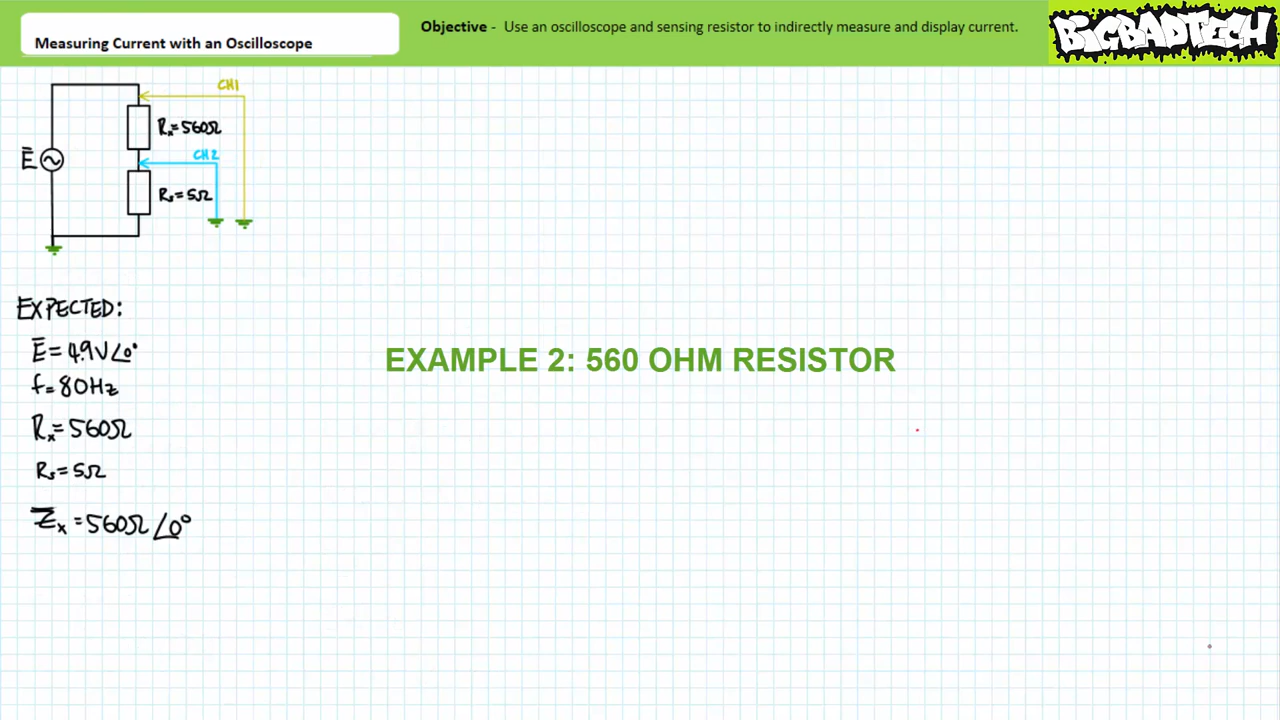 Measuring Current with an Oscilloscope
Objective - Use an oscilloscope and sensing resistor to indirectly measure and display current.
BIGBADTECH
CH1
Rx=560Ω
CH2
Ē
Rs=5Ω
EXPECTED:
Ē=4.9V∠0°
f=80Hz
Rx=560Ω
Rs=5Ω
Z̄x=560Ω∠0°
EXAMPLE 2: 560 OHM RESISTOR